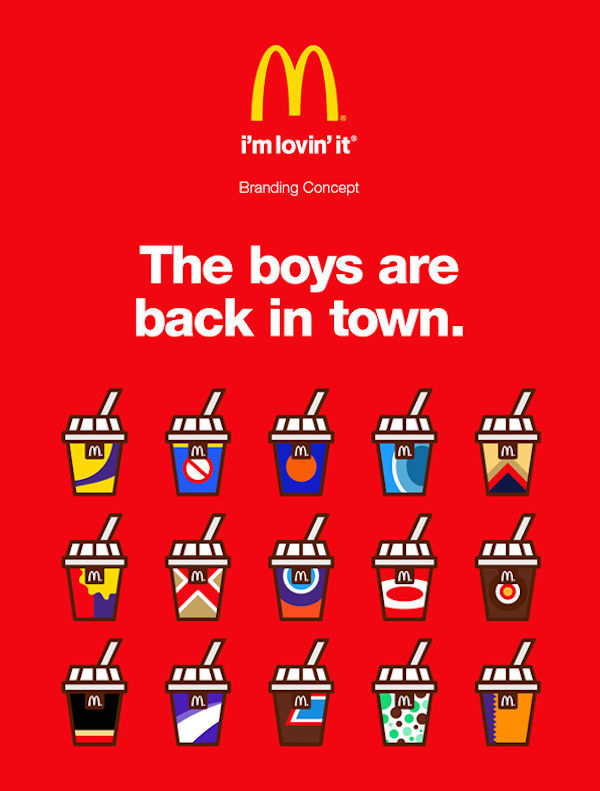 i'm lovin' it®
Branding Concept
The boys are
back in town.